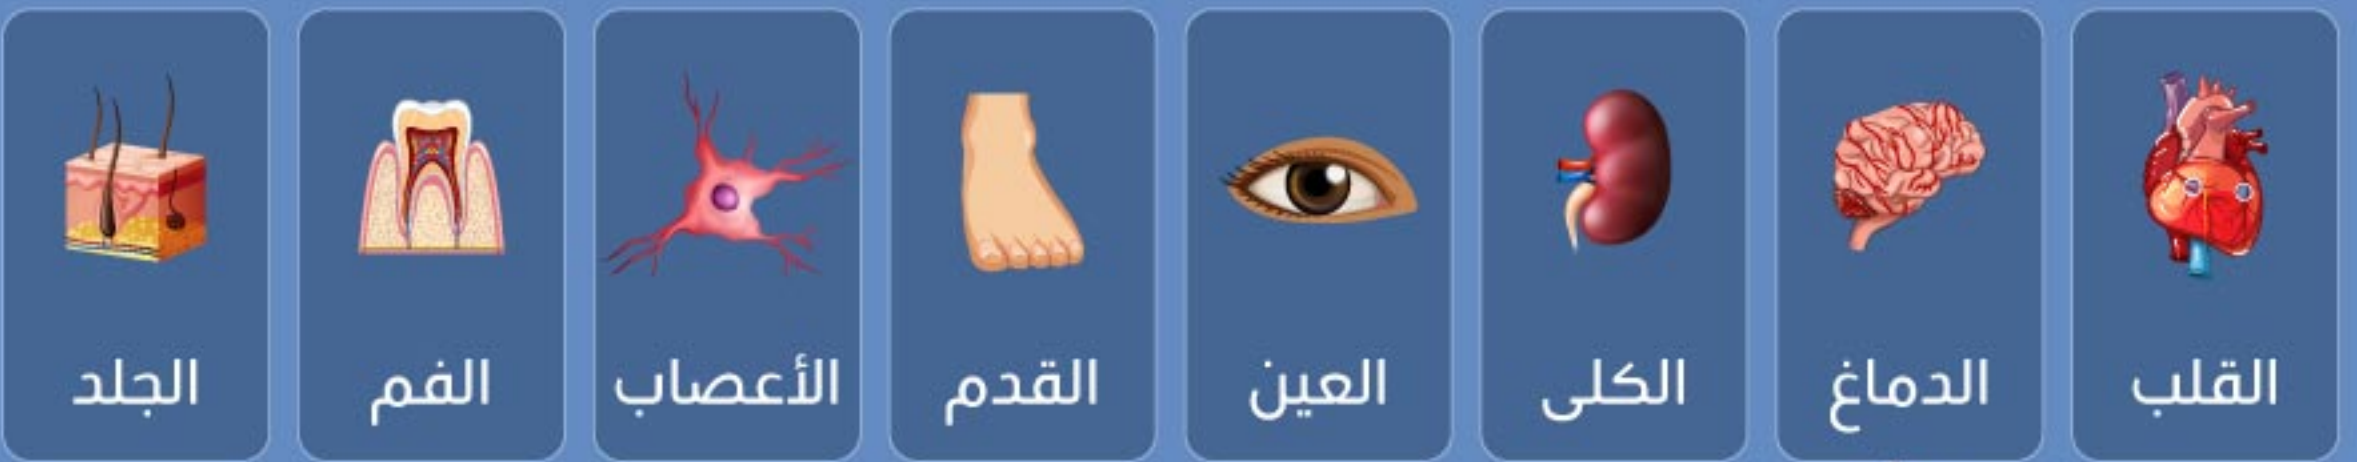 القلب
الدماغ
الكلى
العين
القدم
الأعصاب
الفم
الجلد